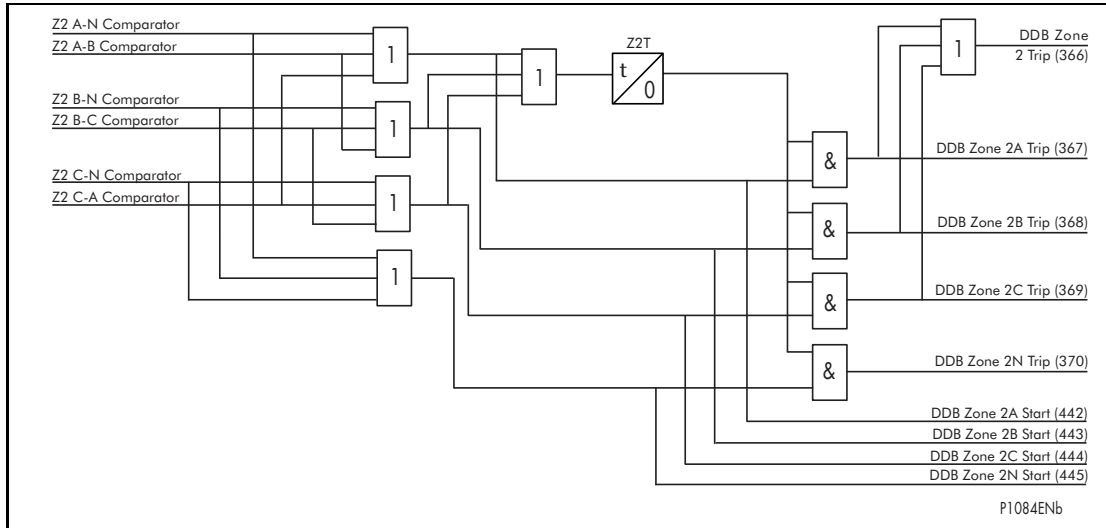 Z2 A-N Comparator
Z2 A-B Comparator
Z2 B-N Comparator
Z2 B-C Comparator
Z2 C-N Comparator
Z2 C-A Comparator
1
1
1
1
1
Z2T
t
0
&
&
&
&
1
DDB Zone
2 Trip (366)
DDB Zone 2A Trip (367)
DDB Zone 2B Trip (368)
DDB Zone 2C Trip (369)
DDB Zone 2N Trip (370)
DDB Zone 2A Start (442)
DDB Zone 2B Start (443)
DDB Zone 2C Start (444)
DDB Zone 2N Start (445)
P1084ENb